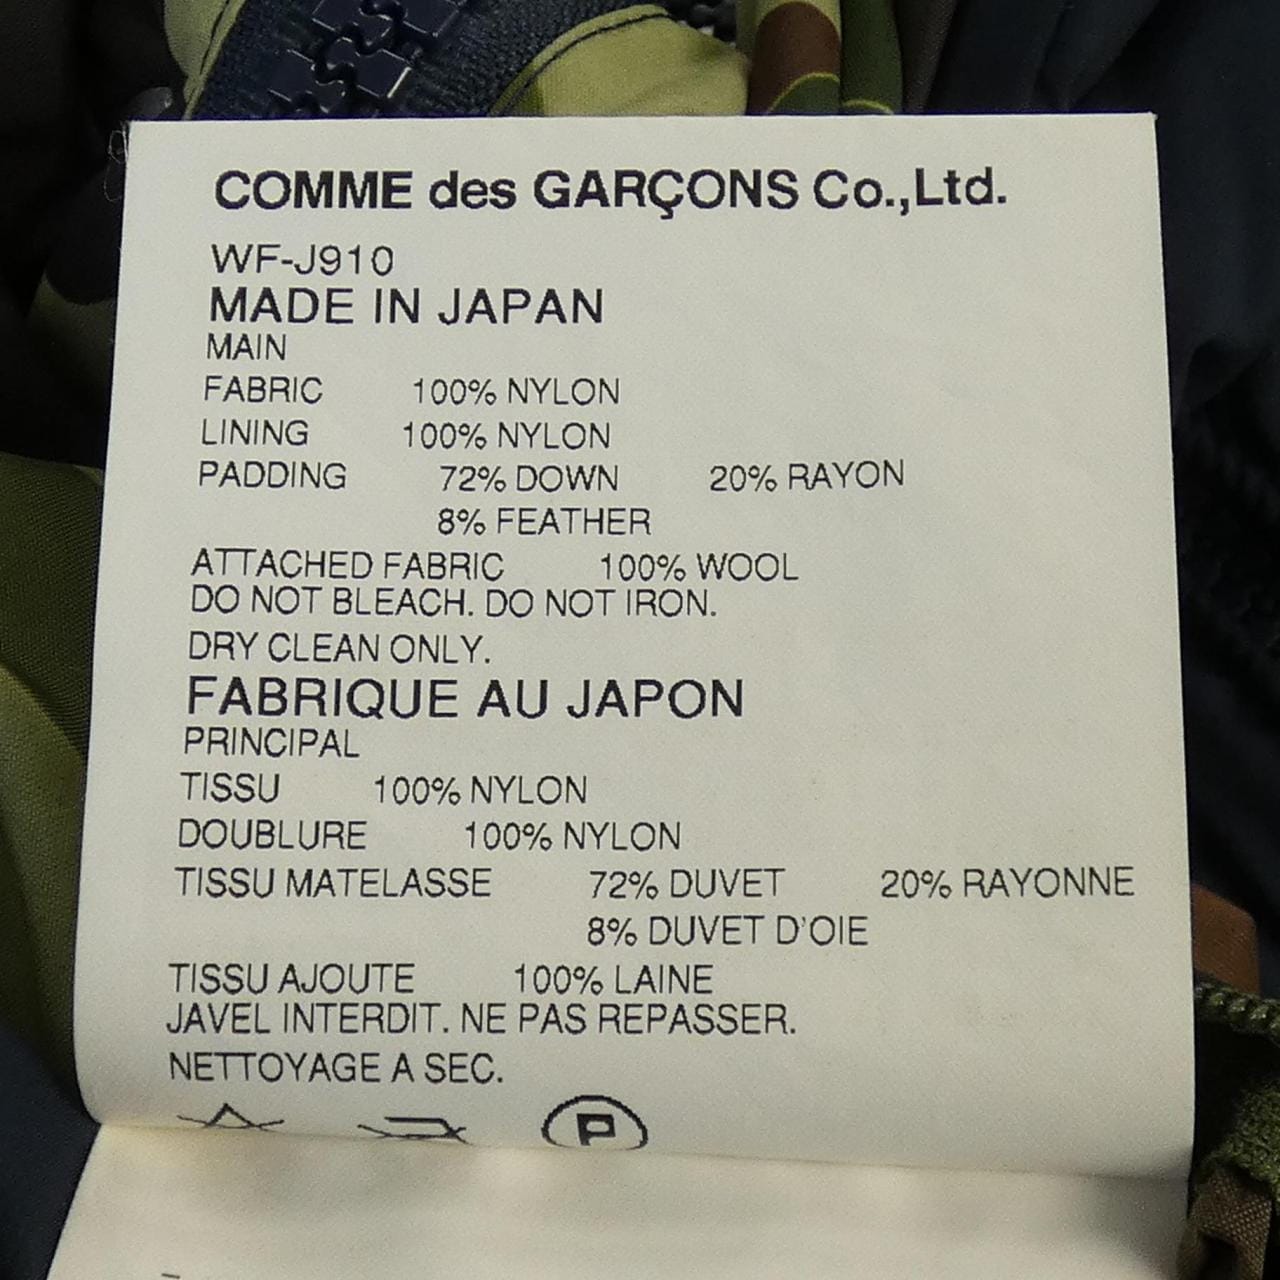 COMME des GARÇONS Co.,Ltd.
WF-J910
MADE IN JAPAN
MAIN
FABRIC 100% NYLON
LINING 100% NYLON
PADDING 72% DOWN 20% RAYON
8% FEATHER
ATTACHED FABRIC 100% WOOL
DO NOT BLEACH. DO NOT IRON.
DRY CLEAN ONLY.
FABRIQUE AU JAPON
PRINCIPAL
TISSU 100% NYLON
DOUBLURE 100% NYLON
TISSU MATELASSE 72% DUVET 20% RAYONNE
8% DUVET D'OIE
TISSU AJOUTE 100% LAINE
JAVEL INTERDIT. NE PAS REPASSER.
NETTOYAGE A SEC.
P